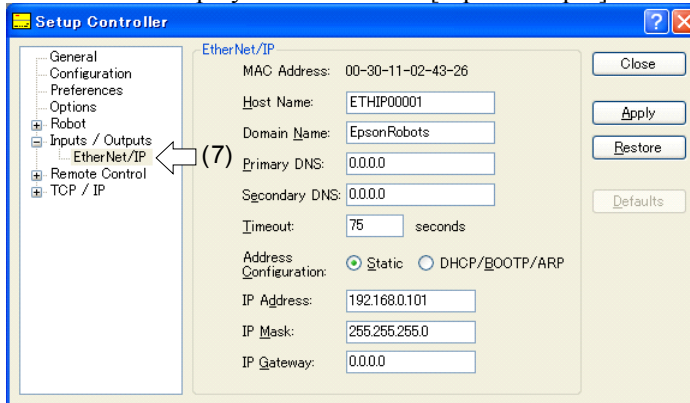 Setup Controller
General
Configuration
Preferences
Options
Robot
Inputs / Outputs
EtherNet/IP
Remote Control
TCP / IP
(7)
EtherNet/IP
MAC Address: 00-30-11-02-43-26
Host Name: ETHIP00001
Domain Name: EpsonRobots
Primary DNS: 0.0.0.0
Secondary DNS: 0.0.0.0
Timeout: 75 seconds
Address
Configuration: Static DHCP/BOOTP/ARP
IP Address: 192.168.0.101
IP Mask: 255.255.255.0
IP Gateway: 0.0.0.0
Close
Apply
Restore
Defaults